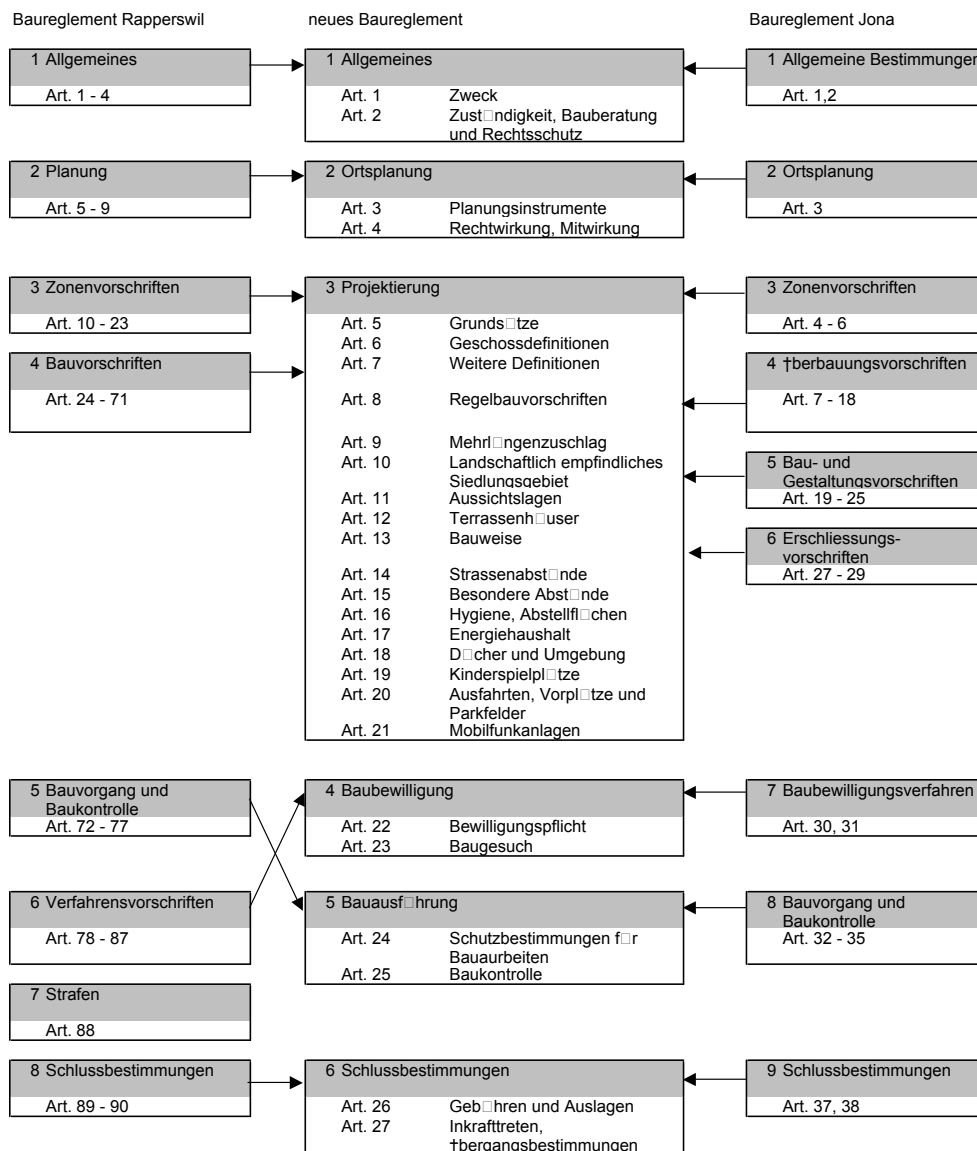 Baureglement Rapperswil
neues Baureglement
Baureglement Jona
1 Allgemeines
Art. 1 - 4
1 Allgemeines
Art. 1 Zweck
Art. 2 Zust□ndigkeit, Bauberatung
und Rechtsschutz
1 Allgemeine Bestimmungen
Art. 1,2
2 Planung
Art. 5 - 9
2 Ortsplanung
Art. 3 Planungsinstrumente
Art. 4 Rechtwirkung, Mitwirkung
2 Ortsplanung
Art. 3
3 Zonenvorschriften
Art. 10 - 23
4 Bauvorschriften
Art. 24 - 71
3 Projektierung
Art. 5 Grunds□tze
Art. 6 Geschossdefinitionen
Art. 7 Weitere Definitionen
Art. 8 Regelbauvorschriften
Art. 9 Mehrl□ngenzuschlag
Art. 10 Landschaftlich empfindliches
Siedlungsgebiet
Art. 11 Aussichtslagen
Art. 12 Terrassenh□user
Art. 13 Bauweise
Art. 14 Strassenabst□nde
Art. 15 Besondere Abst□nde
Art. 16 Hygiene, Abstellfl□chen
Art. 17 Energiehaushalt
Art. 18 D□cher und Umgebung
Art. 19 Kinderspielpl□tze
Art. 20 Ausfahrten, Vorpl□tze und
Parkfelder
Art. 21 Mobilfunkanlagen
3 Zonenvorschriften
Art. 4 - 6
4 †berbauungsvorschriften
Art. 7 - 18
5 Bau- und
Gestaltungsvorschriften
Art. 19 - 25
6 Erschliessungs-
vorschriften
Art. 27 - 29
5 Bauvorgang und
Baukontrolle
Art. 72 - 77
4 Baubewilligung
Art. 22 Bewilligungspflicht
Art. 23 Baugesuch
7 Baubewilligungsverfahren
Art. 30, 31
6 Verfahrensvorschriften
Art. 78 - 87
5 Bauausf□hrung
Art. 24 Schutzbestimmungen f□r
Bauaurbeiten
Art. 25 Baukontrolle
8 Bauvorgang und
Baukontrolle
Art. 32 - 35
7 Strafen
Art. 88
8 Schlussbestimmungen
Art. 89 - 90
6 Schlussbestimmungen
Art. 26 Geb□hren und Auslagen
Art. 27 Inkrafttreten,
†bergangsbestimmungen
9 Schlussbestimmungen
Art. 37, 38